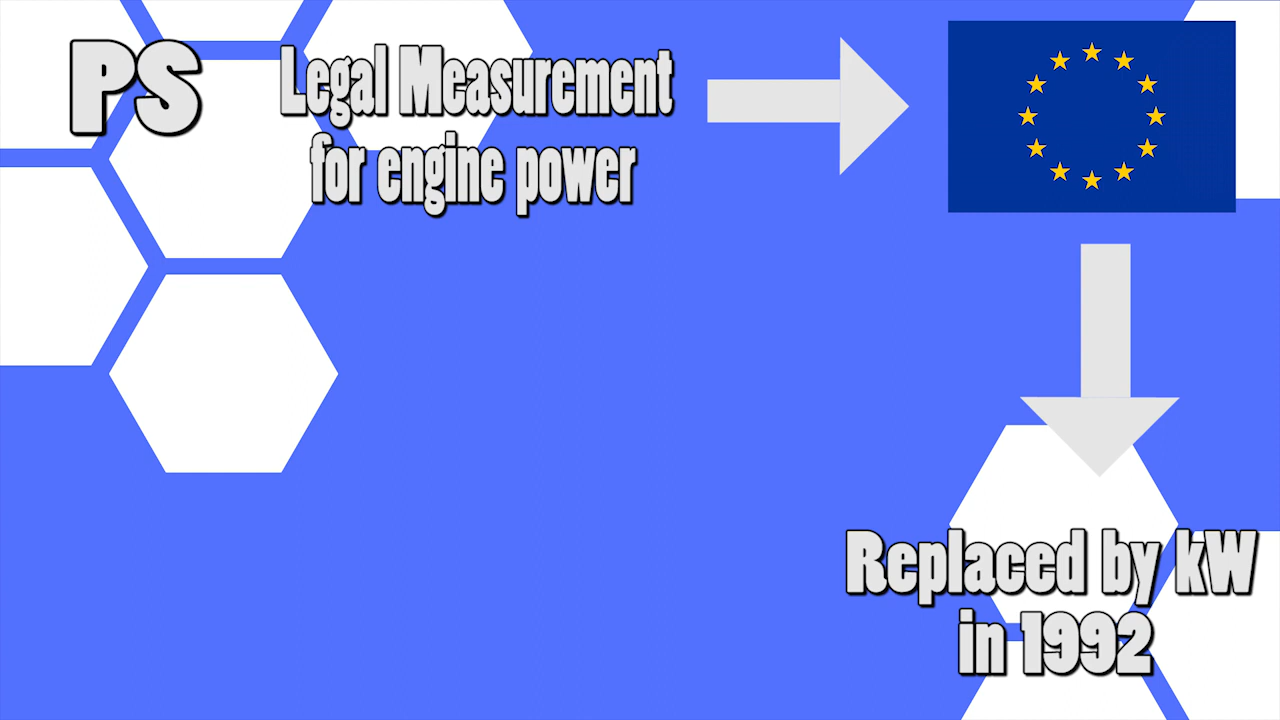 PS
Legal Measurement
for engine power
Replaced by kW
in 1992